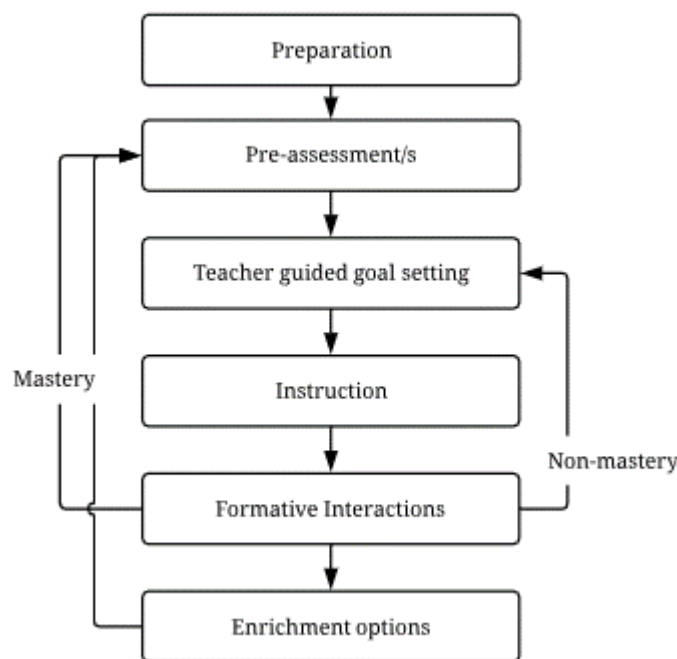 Preparation
Pre-assessment/s
Teacher guided goal setting
Mastery
Instruction
Non-mastery
Formative Interactions
Enrichment options